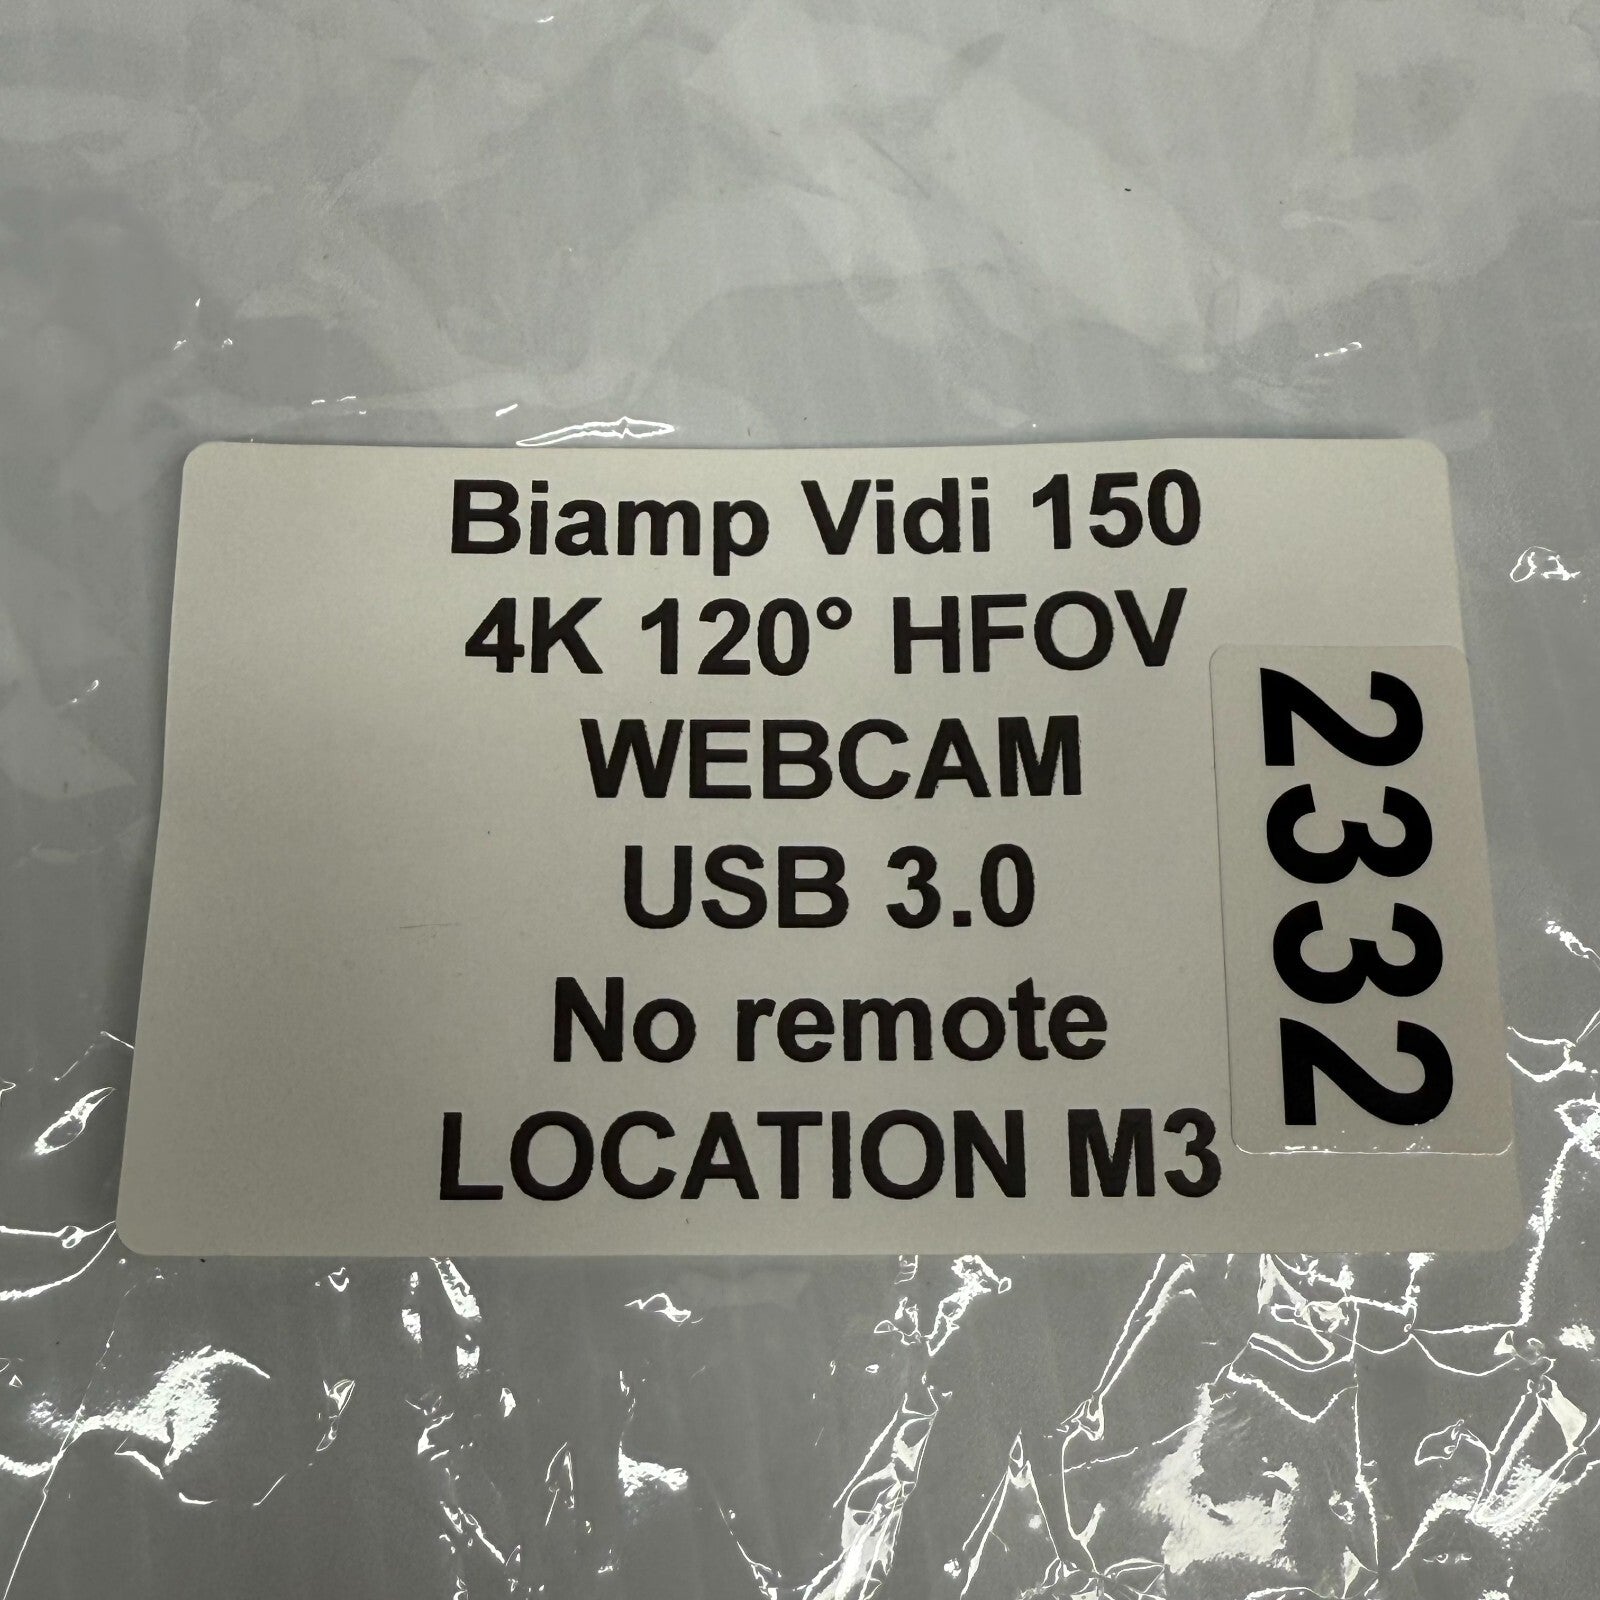 Biamp Vidi 150
4K 120° HFOV
WEBCAM
USB 3.0
No remote
LOCATION M3
2332